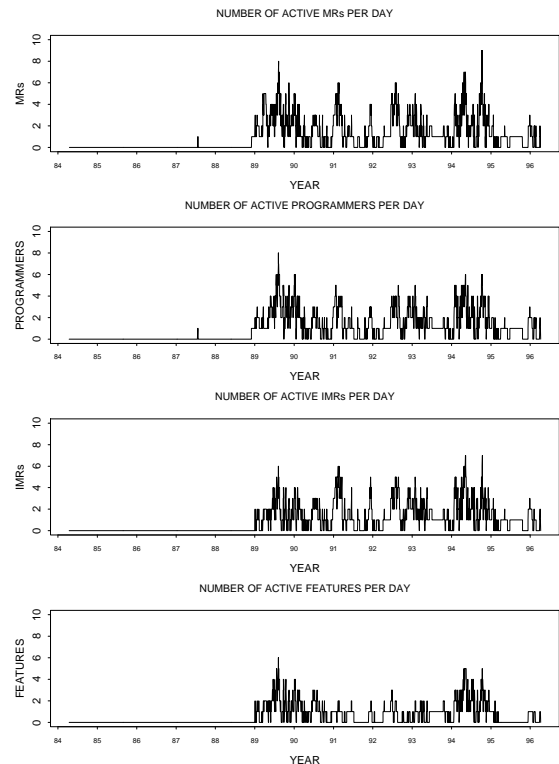 NUMBER OF ACTIVE MRs PER DAY
10
8
6
4
2
0
MRs
84 85 86 87 88 89 90 91 92 93 94 95 96
YEAR
NUMBER OF ACTIVE PROGRAMMERS PER DAY
10
8
6
4
2
0
PROGRAMMERS
84 85 86 87 88 89 90 91 92 93 94 95 96
YEAR
NUMBER OF ACTIVE IMRs PER DAY
10
8
6
4
2
0
IMRs
84 85 86 87 88 89 90 91 92 93 94 95 96
YEAR
NUMBER OF ACTIVE FEATURES PER DAY
10
8
6
4
2
0
FEATURES
84 85 86 87 88 89 90 91 92 93 94 95 96
YEAR